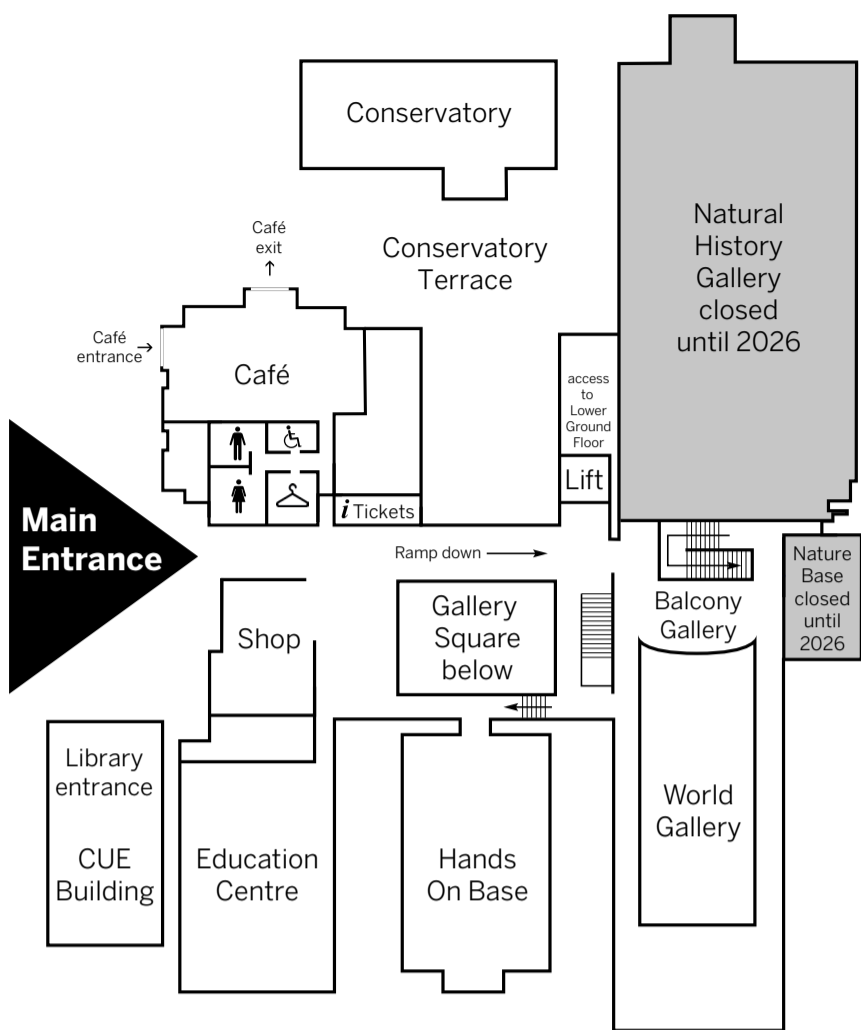 Conservatory
Natural
History
Gallery
closed
until 2026
Café
exit
Conservatory
Terrace
Café
entrance
Café
access
to
Lower
Ground
Floor
Lift
Main
Entrance
i Tickets
Ramp down
Nature
Base
closed
until
2026
Gallery
Square
below
Balcony
Gallery
Shop
Library
entrance
CUE
Building
Education
Centre
Hands
On Base
World
Gallery